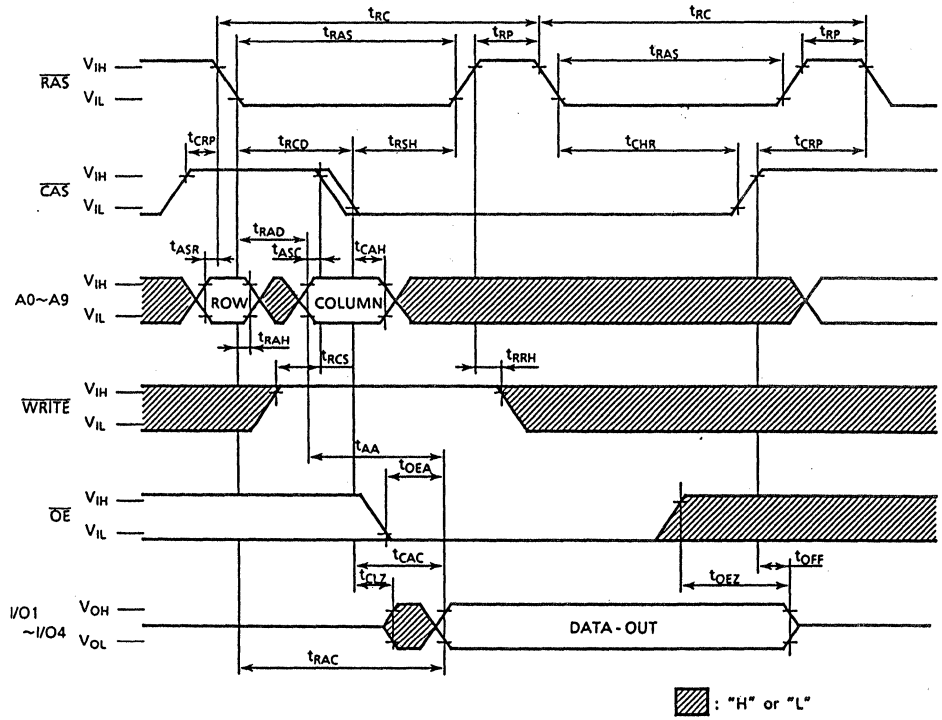 tRC tRC
tRAS tRP tRAS tRP
RAS VIH
VIL
tCRP tRCD tRSH tCHR tCRP
CAS VIH
VIL
tASR tRAD tASC tCAH
A0~A9 VIH
VIL
ROW COLUMN
tRAH tRCS tRRH
WRITE VIH
VIL
tAA
tOEA
OE VIH
VIL
tCAC tOFF
tCLZ tOEZ
I/O1
~I/O4
VOH
VOL
DATA-OUT
tRAC
: "H" or "L"